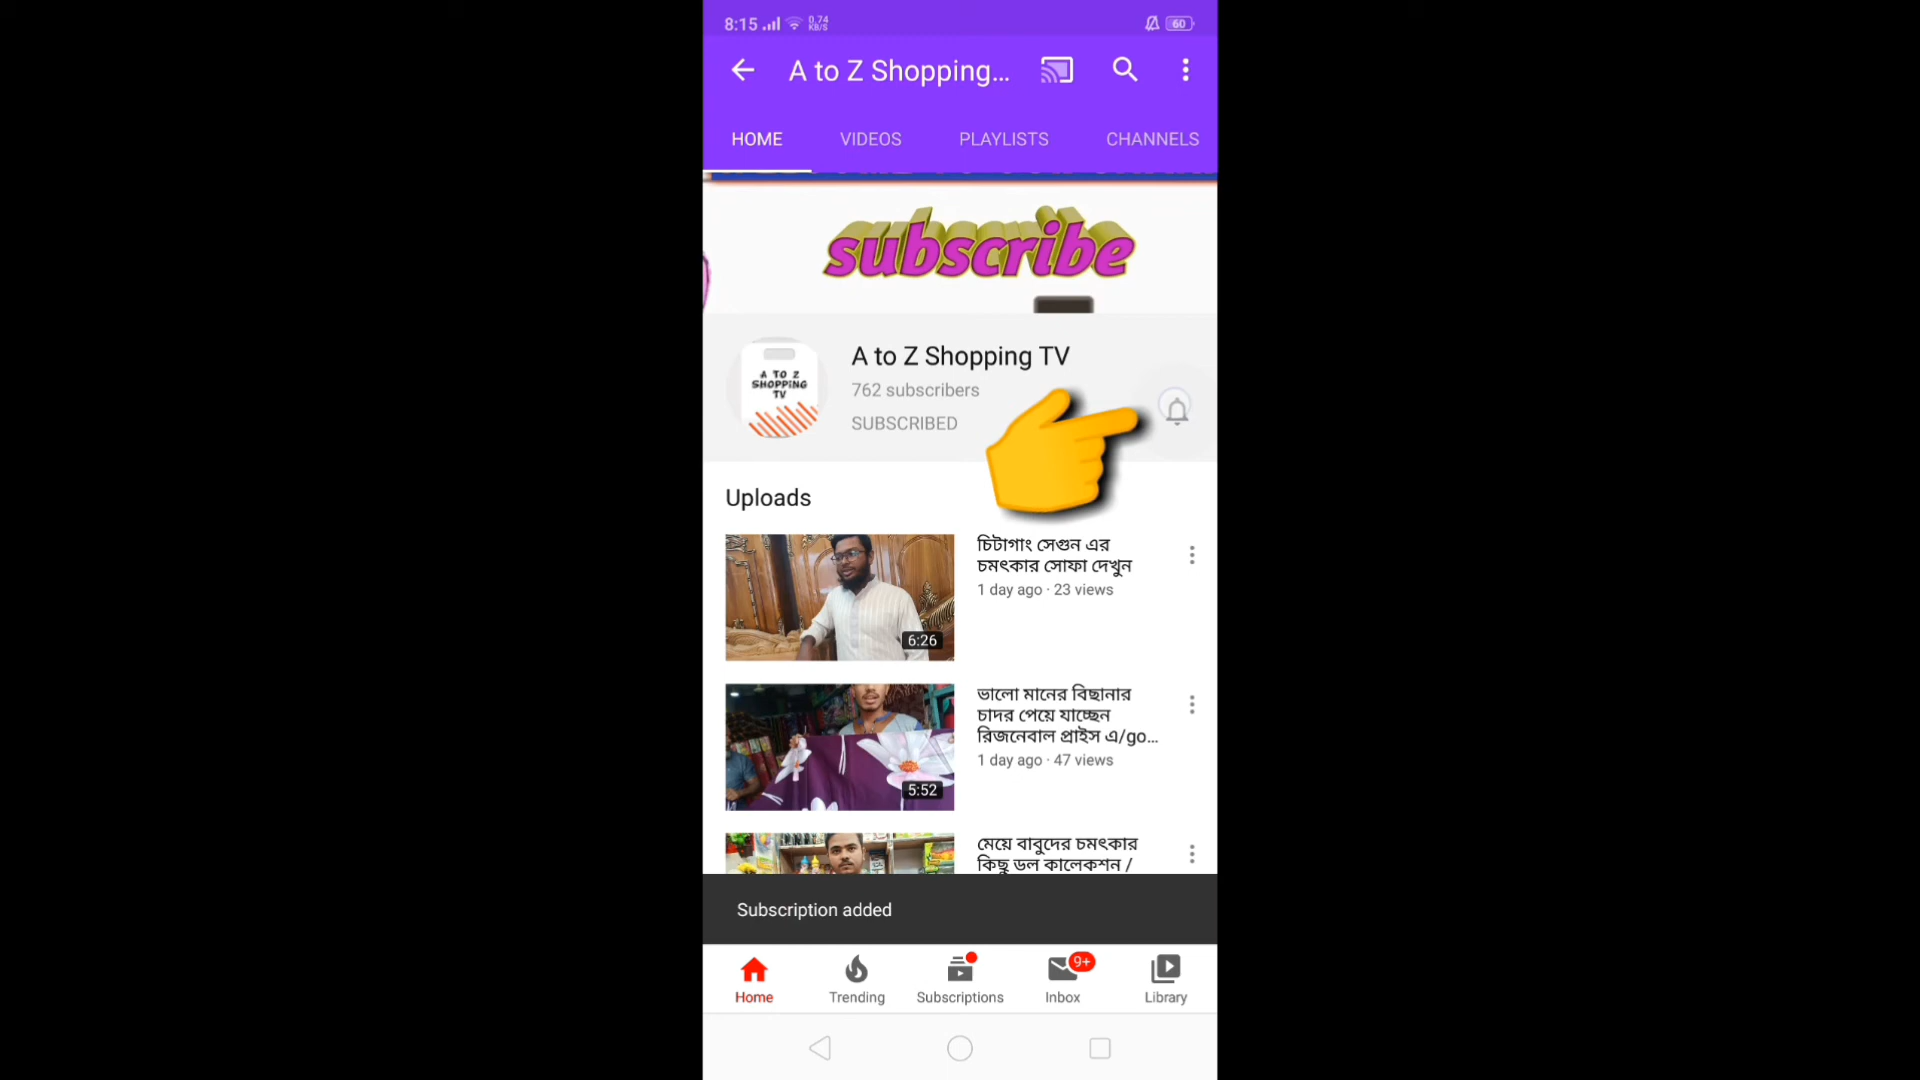 8:15
0.74
KB/S
60
A to Z Shopping...
HOME
VIDEOS
PLAYLISTS
CHANNELS
subscribe
A to Z Shopping TV
762 subscribers
SUBSCRIBED
A TO Z
SHOPPING
TV
Uploads
চিটাগাং সেগুন এর
চমৎকার সোফা দেখুন
1 day ago · 23 views
6:26
ভালো মানের বিছানার
চাদর পেয়ে যাচ্ছেন
রিজনেবাল প্রাইস এ/go...
1 day ago · 47 views
5:52
মেয়ে বাবুদের চমৎকার
কিছু ডল কালেকশন /
Subscription added
9+
Home
Trending
Subscriptions
Inbox
Library